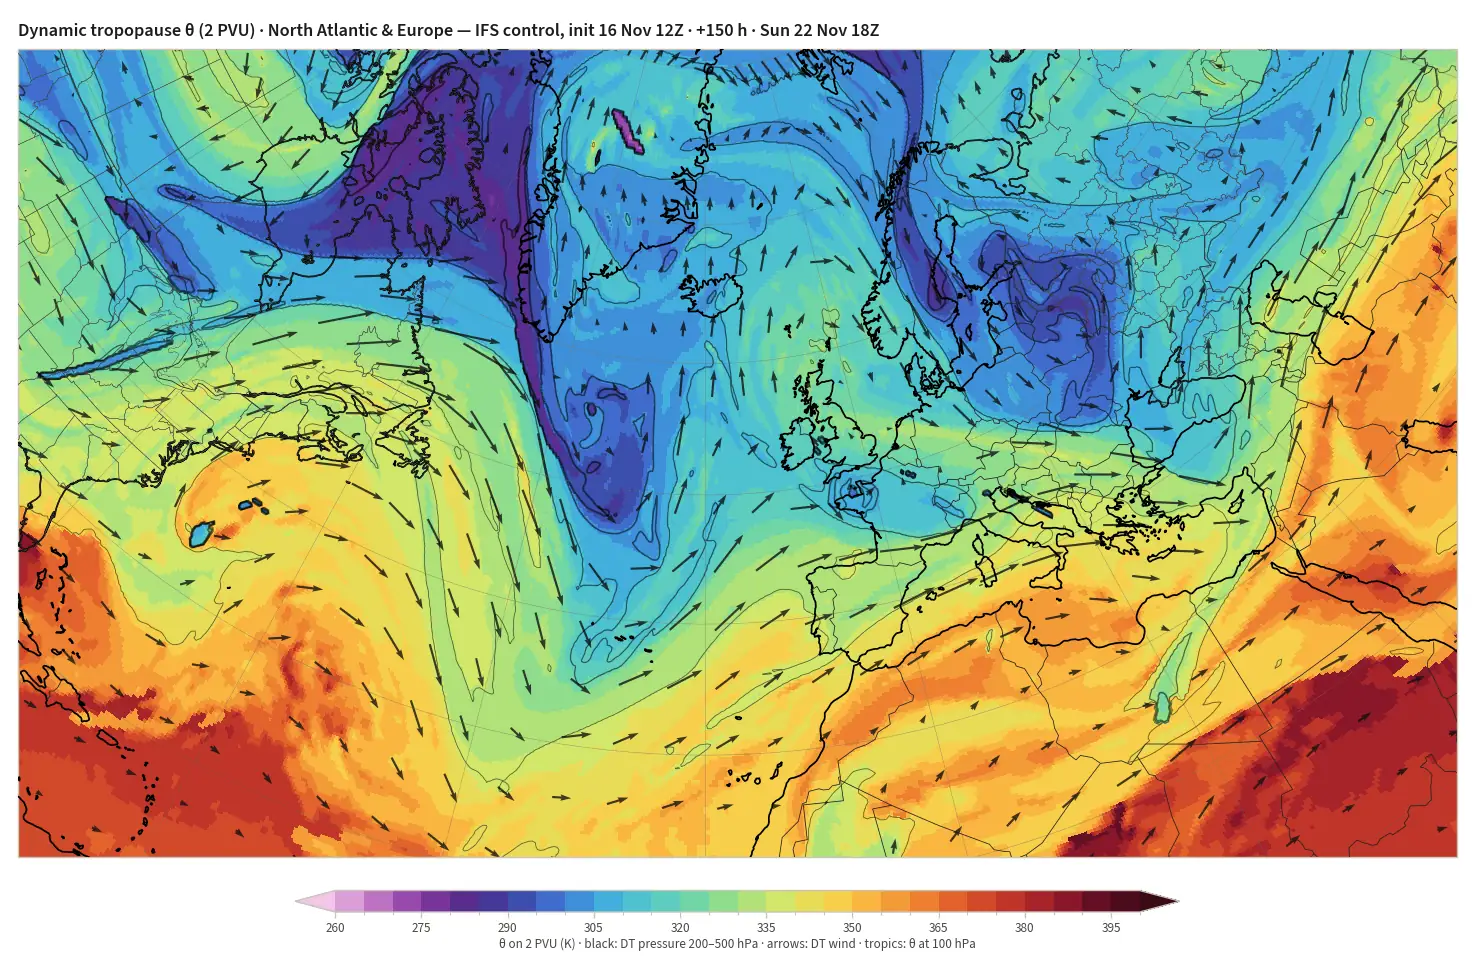 Dynamic tropopause θ (2 PVU) · North Atlantic & Europe — IFS control, init 16 Nov 12Z · +150 h · Sun 22 Nov 18Z
260 275 290 305 320 335 350 365 380 395
θ on 2 PVU (K) · black: DT pressure 200–500 hPa · arrows: DT wind · tropics: θ at 100 hPa